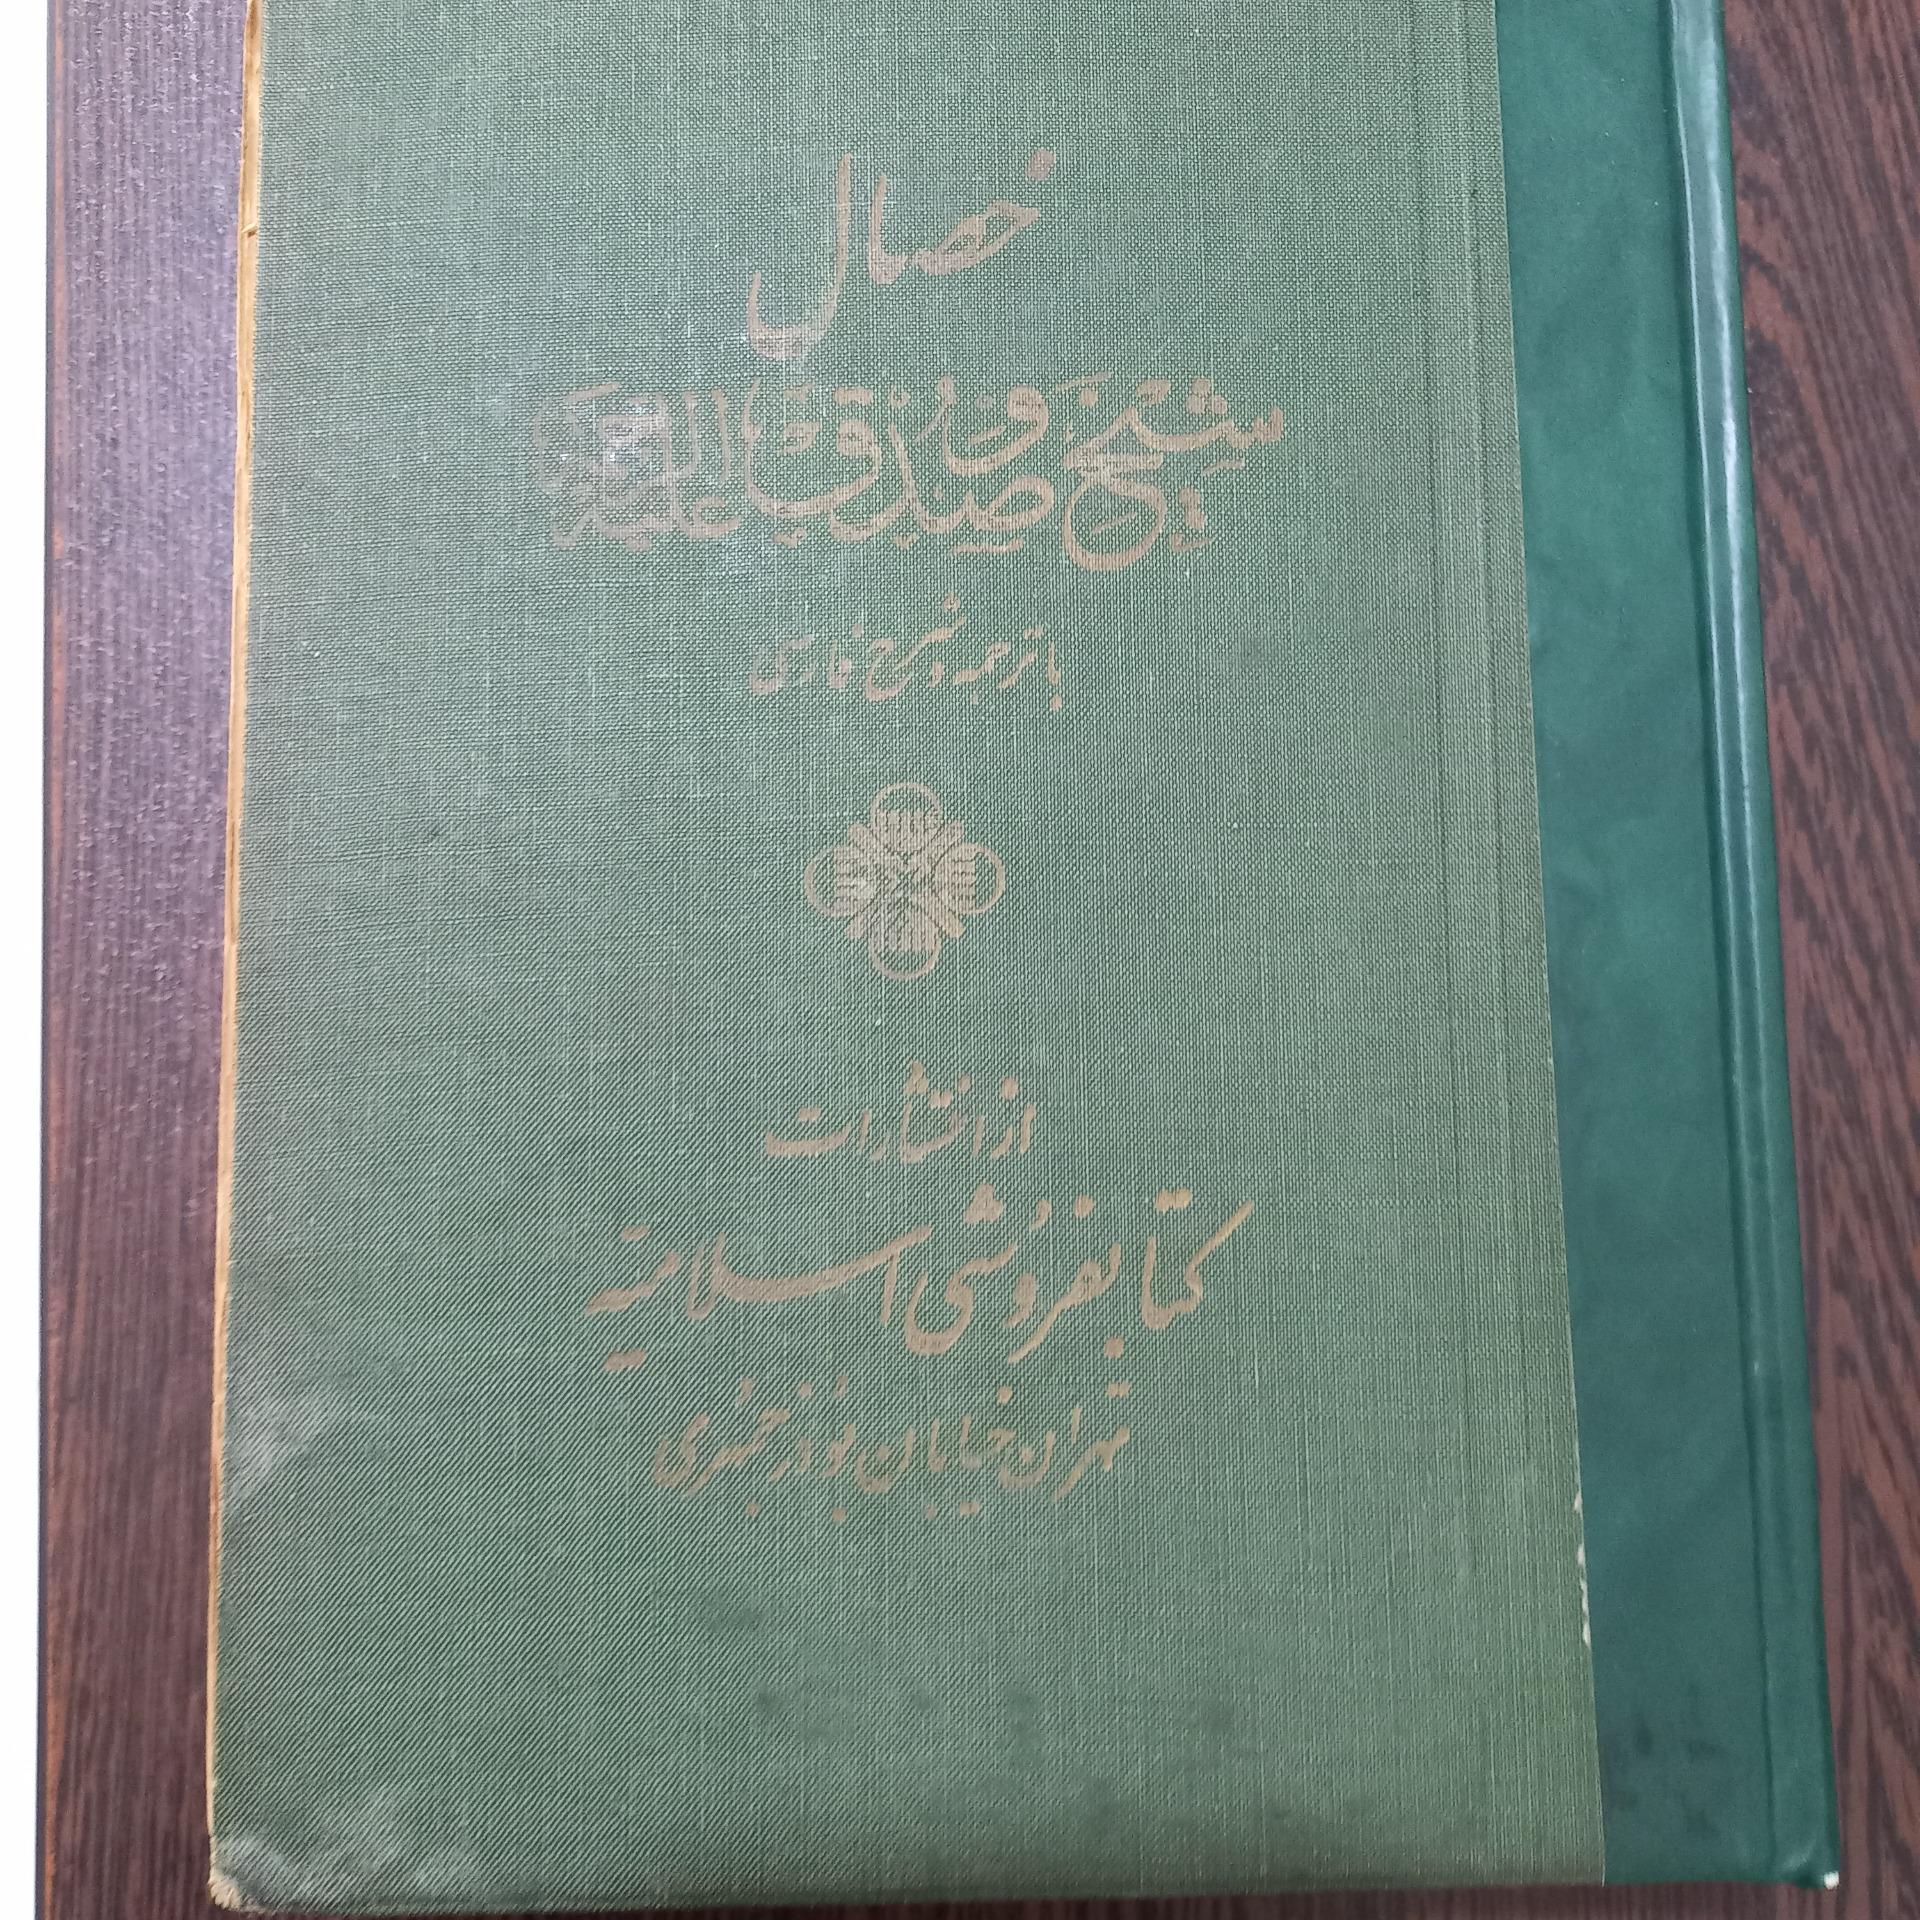 خصال
شیخ صدوق علیه الرحمه
با ترجمه و شرح فارسی
از انتشارات
کتابفروشی اسلامیه
تهران خیابان بوذرجمهری